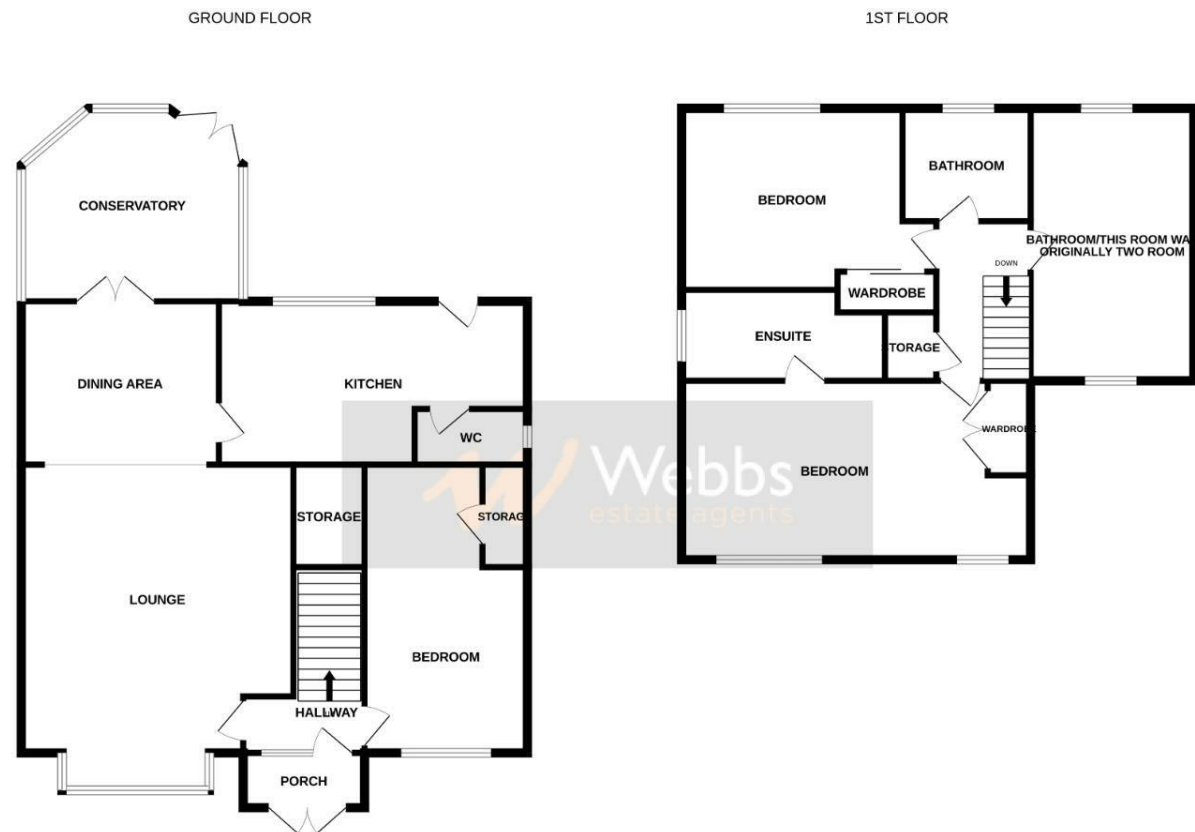 GROUND FLOOR
1ST FLOOR
CONSERVATORY
DINING AREA
KITCHEN
WC
STORAGE
STORAG
LOUNGE
BEDROOM
HALLWAY
PORCH
BEDROOM
BATHROOM
BATHROOM/THIS ROOM WA
ORIGINALLY TWO ROOM
DOWN
WARDROBE
ENSUITE
STORAGE
WARDROBE
BEDROOM
Webbs
estate agents